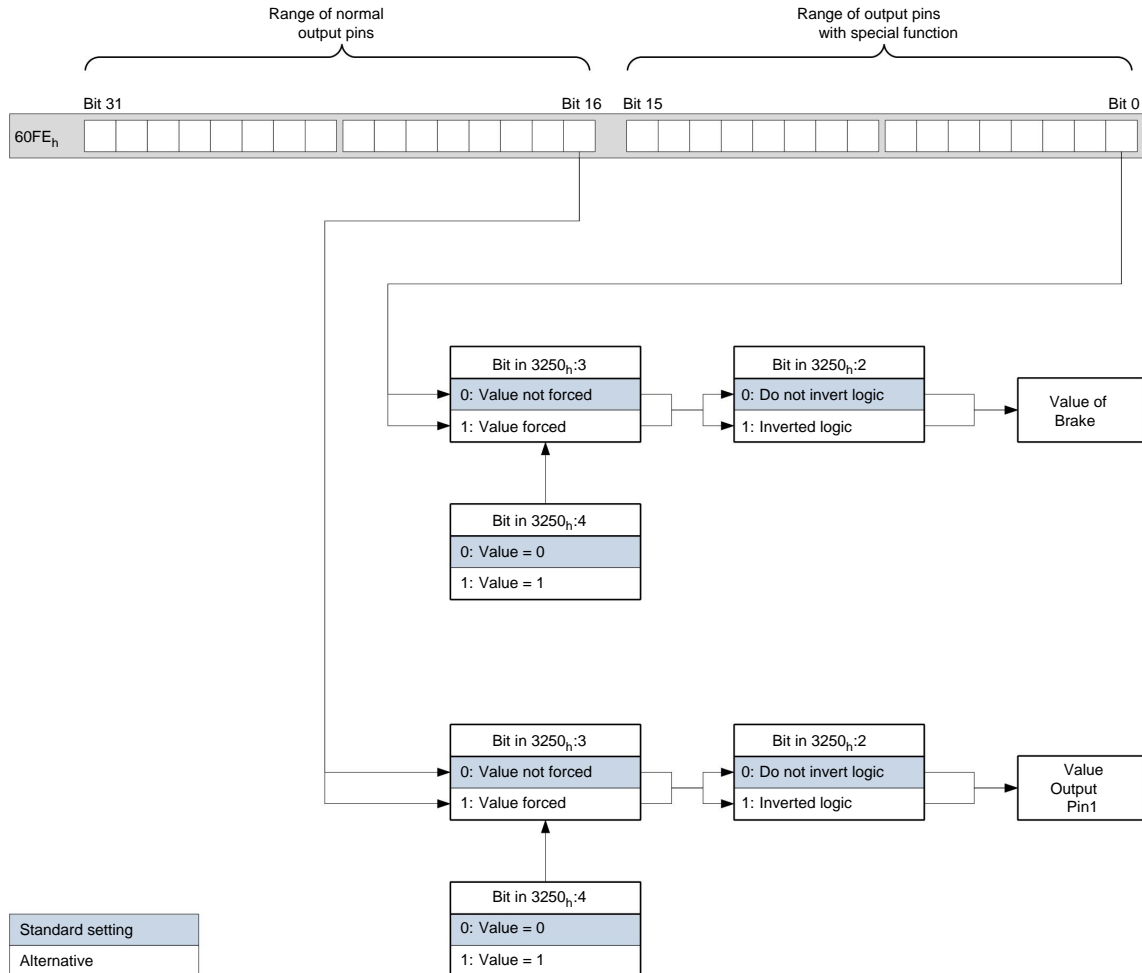 Range of normal
output pins
Range of output pins
with special function
Bit 31
Bit 16
Bit 15
Bit 0
60FEh
Bit in 3250h:3
0: Value not forced
1: Value forced
Bit in 3250h:2
0: Do not invert logic
1: Inverted logic
Value of
Brake
Bit in 3250h:4
0: Value = 0
1: Value = 1
Bit in 3250h:3
0: Value not forced
1: Value forced
Bit in 3250h:2
0: Do not invert logic
1: Inverted logic
Value
Output
Pin1
Bit in 3250h:4
0: Value = 0
1: Value = 1
Standard setting
Alternative